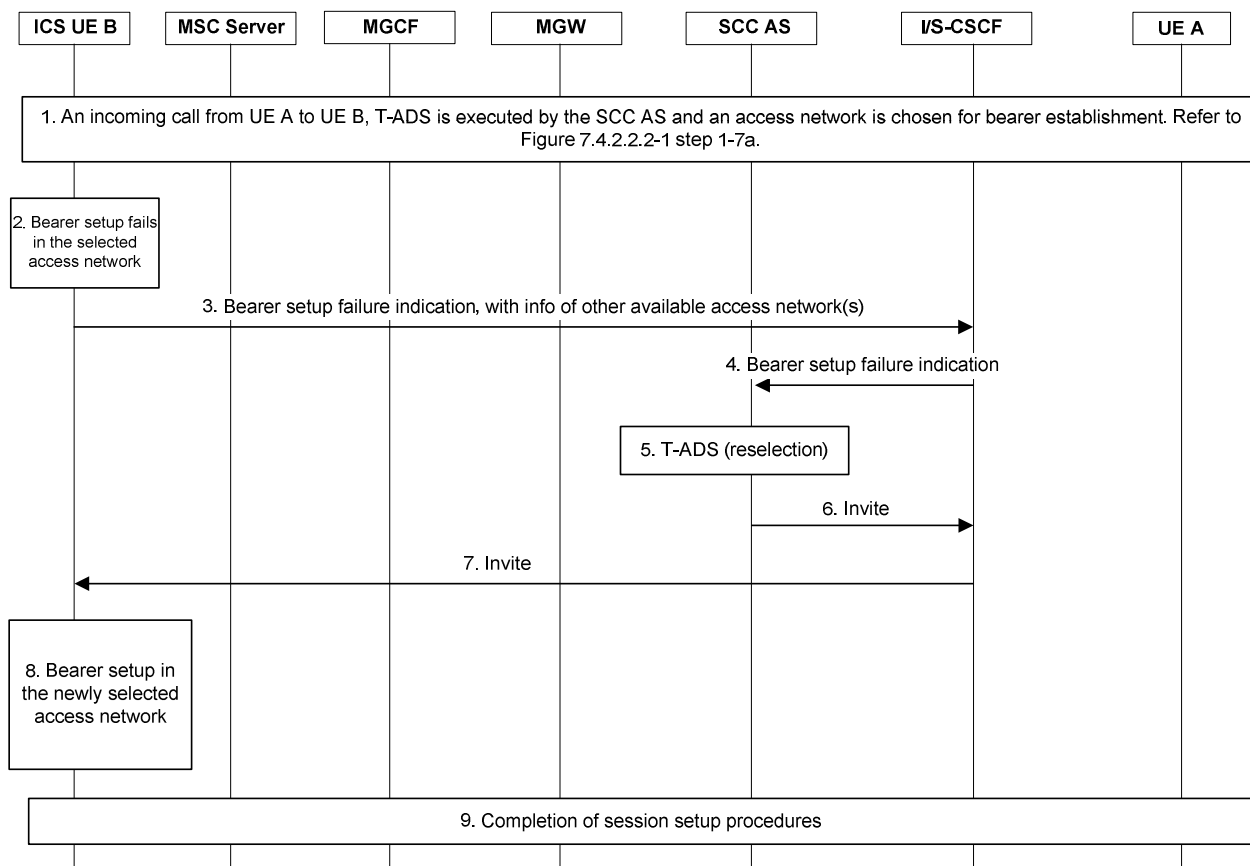 ICS UE B
MSC Server
MGCF
MGW
SCC AS
I/S-CSCF
UE A
1. An incoming call from UE A to UE B, T-ADS is executed by the SCC AS and an access network is chosen for bearer establishment. Refer to
Figure 7.4.2.2.2-1 step 1-7a.
2. Bearer setup fails
in the selected
access network
3. Bearer setup failure indication, with info of other available access network(s)
4. Bearer setup failure indication
5. T-ADS (reselection)
6. Invite
7. Invite
8. Bearer setup in
the newly selected
access network
9. Completion of session setup procedures